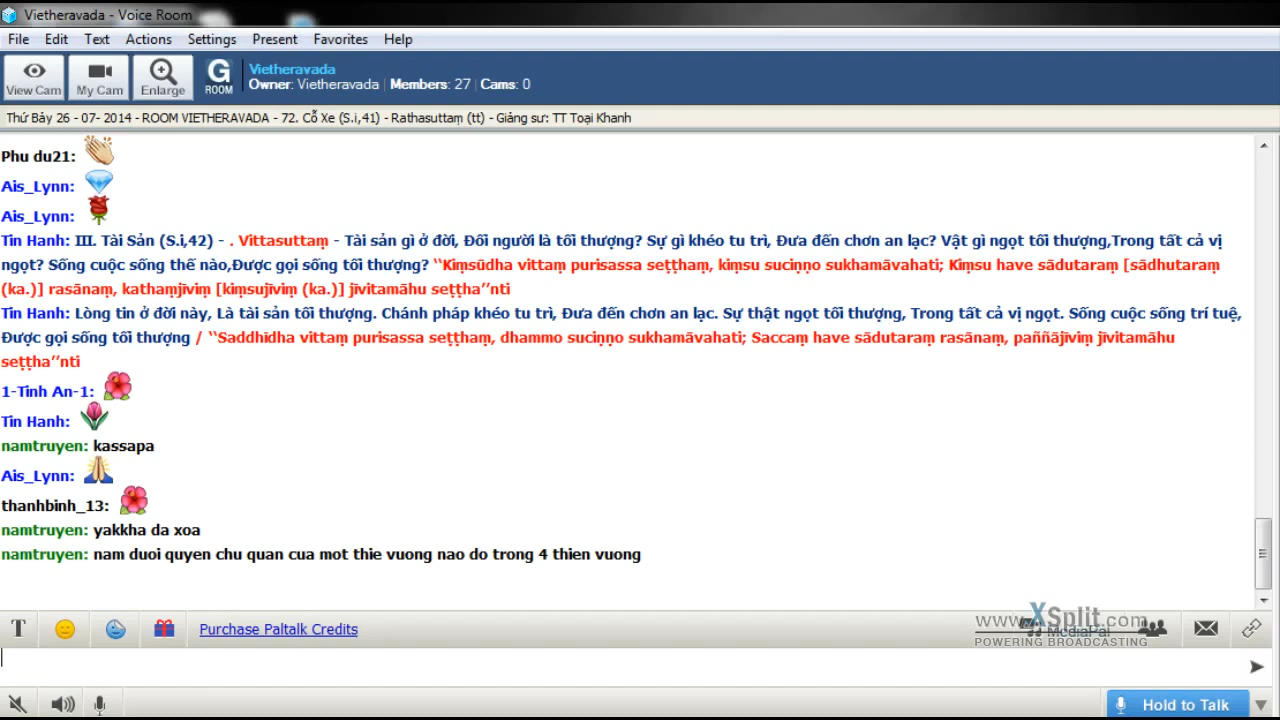 Vietheravada - Voice Room
File Edit Text Actions Settings Present Favorites Help
View Cam My Cam Enlarge G ROOM
Vietheravada
Owner: Vietheravada | Members: 27 | Cams: 0
Thứ Bảy 26 - 07- 2014 - ROOM VIETHERAVADA - 72. Cỗ Xe (S.i,41) - Rathasuttaṃ (tt) - Giảng sư: TT Toại Khanh
Phu du21:
Ais_Lynn:
Ais_Lynn:
Tin Hanh: III. Tài Sản (S.i,42) - . Vittasuttaṃ - Tài sản gì ở đời, Đối người là tối thượng? Sự gì khéo tu trì, Đưa đến chơn an lạc? Vật gì ngọt tối thượng,Trong tất cả vị
ngọt? Sống cuộc sống thế nào,Được gọi sống tối thượng? ‘‘Kiṃsūdha vittaṃ purisassa seṭṭhaṃ, kiṃsu suciṇṇo sukhamāvahati; Kiṃsu have sādutaraṃ [sādhutaraṃ
(ka.)] rasānaṃ, kathaṃjīviṃ [kiṃsujīviṃ (ka.)] jīvitamāhu seṭṭha’’nti
Tin Hanh: Lòng tin ở đời này, Là tài sản tối thượng. Chánh pháp khéo tu trì, Đưa đến chơn an lạc. Sự thật ngọt tối thượng, Trong tất cả vị ngọt. Sống cuộc sống trí tuệ,
Được gọi sống tối thượng / ‘‘Saddhīdha vittaṃ purisassa seṭṭhaṃ, dhammo suciṇṇo sukhamāvahati; Saccaṃ have sādutaraṃ rasānaṃ, paññājīviṃ jīvitamāhu
seṭṭha’’nti
1-Tinh An-1:
Tin Hanh:
namtruyen: kassapa
Ais_Lynn:
thanhbinh_13:
namtruyen: yakkha da xoa
namtruyen: nam duoi quyen chu quan cua mot thie vuong nao do trong 4 thien vuong
T Purchase Paltalk Credits
www.XSplit.com
MediaPal
POWERING BROADCASTING
Hold to Talk